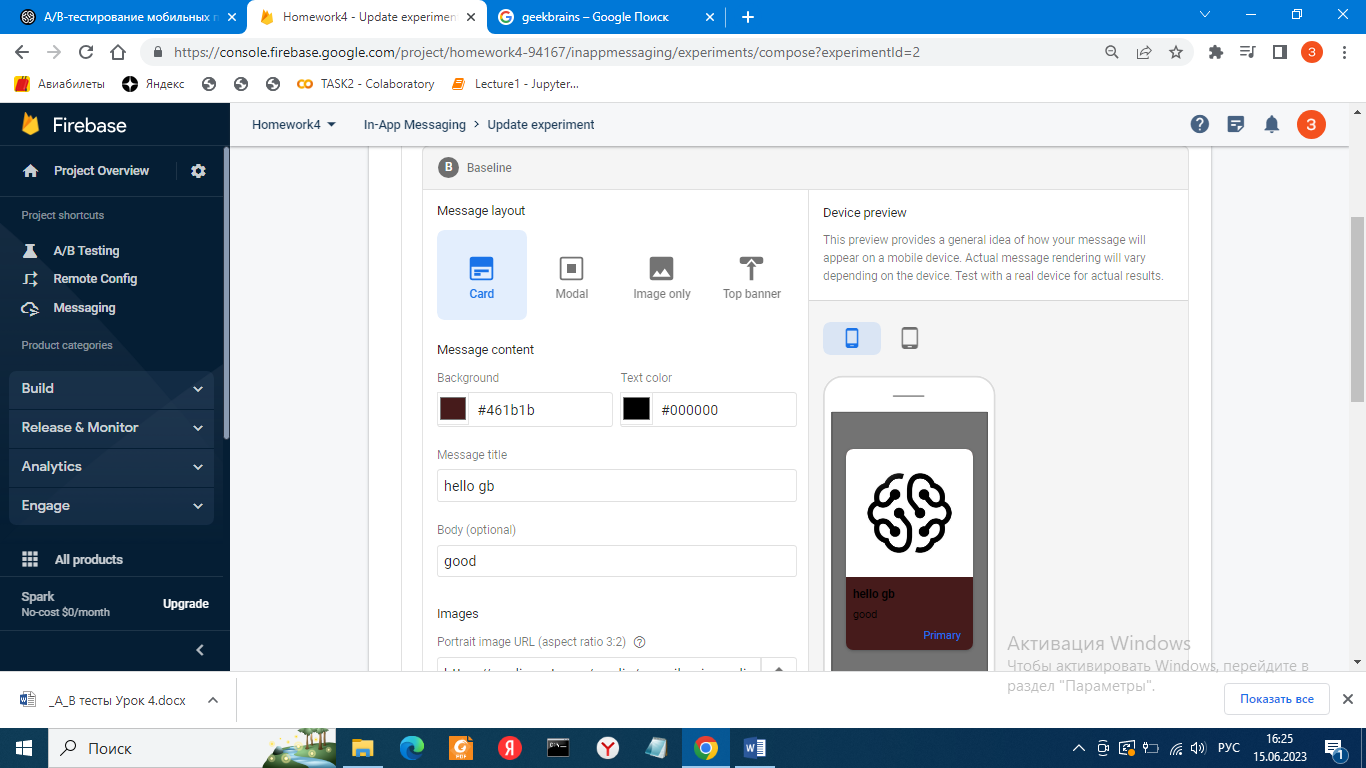 A/B-тестирование мобильных п
Homework4 - Update experimen
geekbrains – Google Поиск
https://console.firebase.google.com/project/homework4-94167/inappmessaging/experiments/compose?experimentId=2
З
Авиабилеты
Яндекс
TASK2 - Colaboratory
Lecture1 - Jupyter...
Firebase
Homework4
In-App Messaging > Update experiment
З
Project Overview
Project shortcuts
A/B Testing
Remote Config
Messaging
Product categories
Build
Release & Monitor
Analytics
Engage
All products
Spark
No-cost $0/month
Upgrade
B Baseline
Message layout
Card
Modal
Image only
Top banner
Message content
Background
Text color
#461b1b
#000000
Message title
hello gb
Body (optional)
good
Images
Portrait image URL (aspect ratio 3:2)
Device preview
This preview provides a general idea of how your message will
appear on a mobile device. Actual message rendering will vary
depending on the device. Test with a real device for actual results.
hello gb
good
Primary
Активация Windows
Чтобы активировать Windows, перейдите в
раздел "Параметры".
_A_B тесты Урок 4.docx
Показать все
Поиск
РУС
16:25
15.06.2023
1